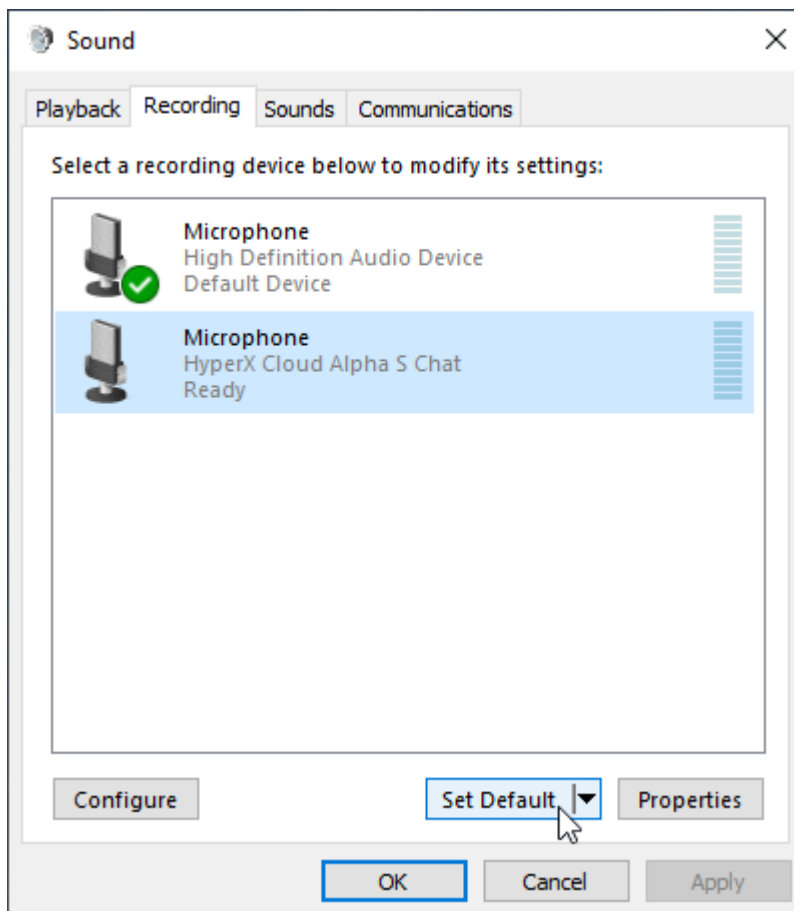 Sound
Playback Recording Sounds Communications
Select a recording device below to modify its settings:
Microphone
High Definition Audio Device
Default Device
Microphone
HyperX Cloud Alpha S Chat
Ready
Configure Set Default Properties
OK Cancel Apply